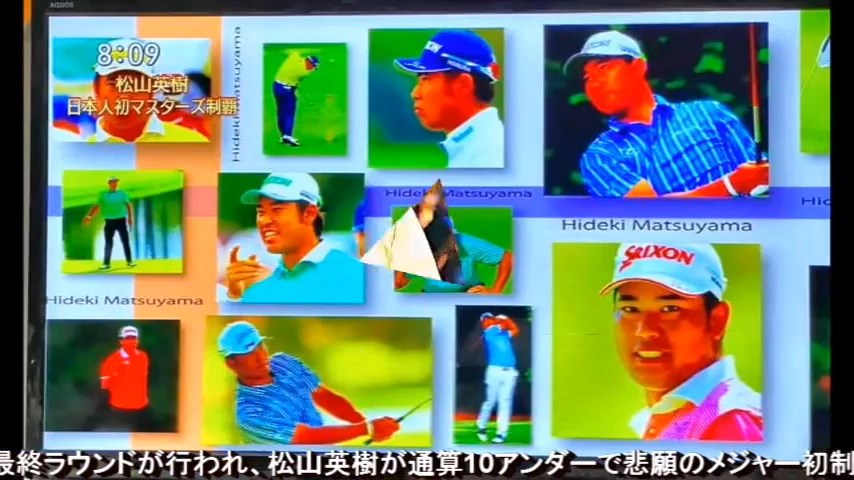 AQUOS
8:09
松山英樹
日本人初マスターズ制覇
Hideki Matsuyama
Hideki Matsuyama
Hideki Matsuyama
Hideki Matsuyama
Hideki
SRIXON
最終ラウンドが行われ、松山英樹が通算10アンダーで悲願のメジャー初制